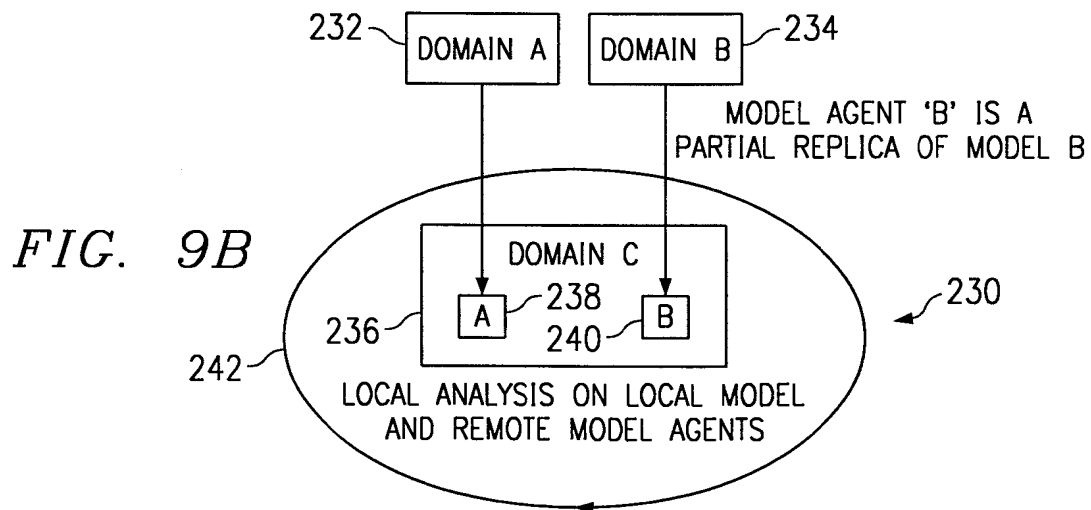 232
DOMAIN A
DOMAIN B
234
MODEL AGENT ‘B’ IS A
PARTIAL REPLICA OF MODEL B
FIG. 9B
DOMAIN C
236
A
238
240
B
230
242
LOCAL ANALYSIS ON LOCAL MODEL
AND REMOTE MODEL AGENTS